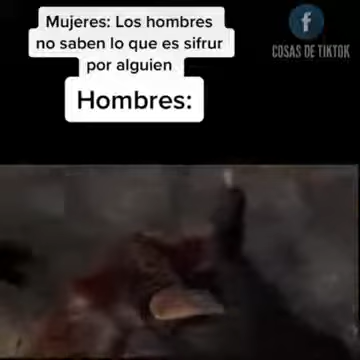 Mujeres: Los hombres
no saben lo que es sifrur
por alguien
Hombres:
f
COSAS DE TIKTOK